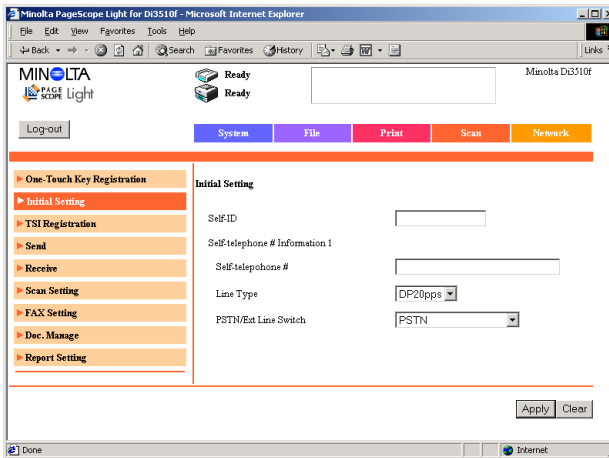 Minolta PageScope Light for Di3510f - Microsoft Internet Explorer
File Edit View Favorites Tools Help
Back Search Favorites History Links
MINOLTA Ready Minolta Di3510f
PAGE SCOPE Light Ready
Log-out System File Print Scan Network
One-Touch Key Registration
Initial Setting
Initial Setting
TSI Registration
Self-ID
Send
Self-telephone # Information 1
Receive
Self-telepohone #
Scan Setting
Line Type DP20pps
FAX Setting
PSTN/Ext Line Switch PSTN
Doc. Manage
Report Setting
Apply Clear
Done Internet